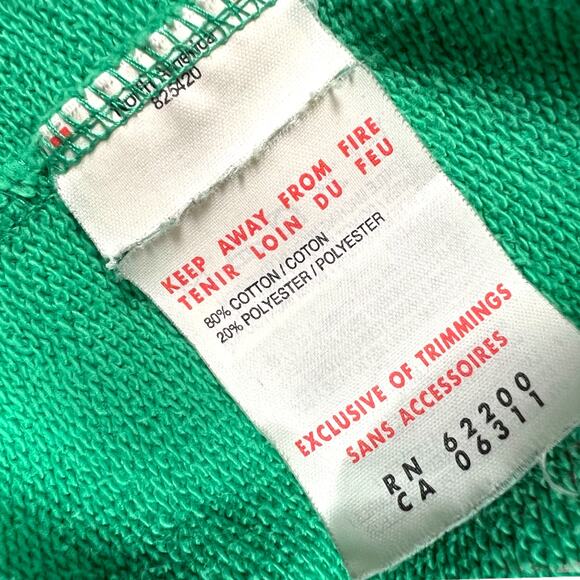 825420
KEEP AWAY FROM FIRE
TENIR LOIN DU FEU
80% COTTON / COTON
20% POLYESTER / POLYESTER
EXCLUSIVE OF TRIMMINGS
SANS ACCESSOIRES
RN 62200
CA 06311